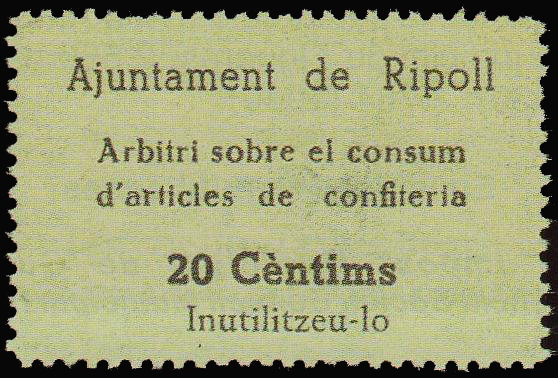 Ajuntament de Ripoll
Arbitri sobre el consum
d'articles de confiteria
20 Cèntims
Inutilitzeu-lo